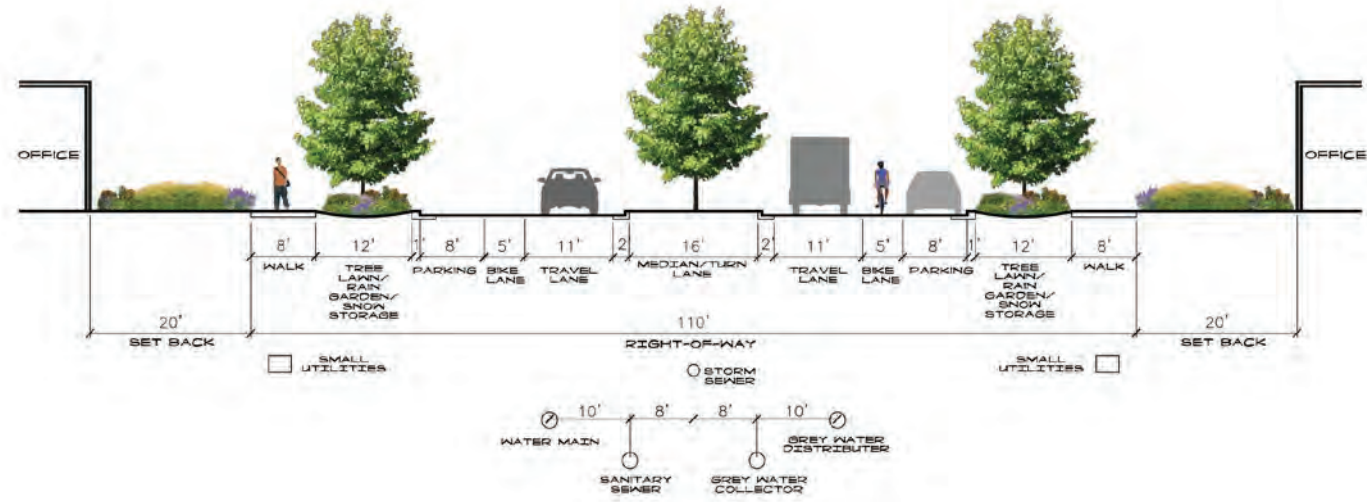 OFFICE
OFFICE
8' 12' 1' 8' 5' 11' 2' 16' 2' 11' 5' 8' 1' 12' 8'
WALK
TREE
LAWN/
RAIN
GARDEN/
SNOW
STORAGE
PARKING
BIKE
LANE
TRAVEL
LANE
MEDIAN/TURN
LANE
TRAVEL
LANE
BIKE
LANE
PARKING
TREE
LAWN/
RAIN
GARDEN/
SNOW
STORAGE
WALK
20'
SET BACK
110'
RIGHT-OF-WAY
20'
SET BACK
SMALL
UTILITIES
STORM
SEWER
SMALL
UTILITIES
10' 8' 8' 10'
WATER MAIN
GREY WATER
DISTRIBUTER
SANITARY
SEWER
GREY WATER
COLLECTOR